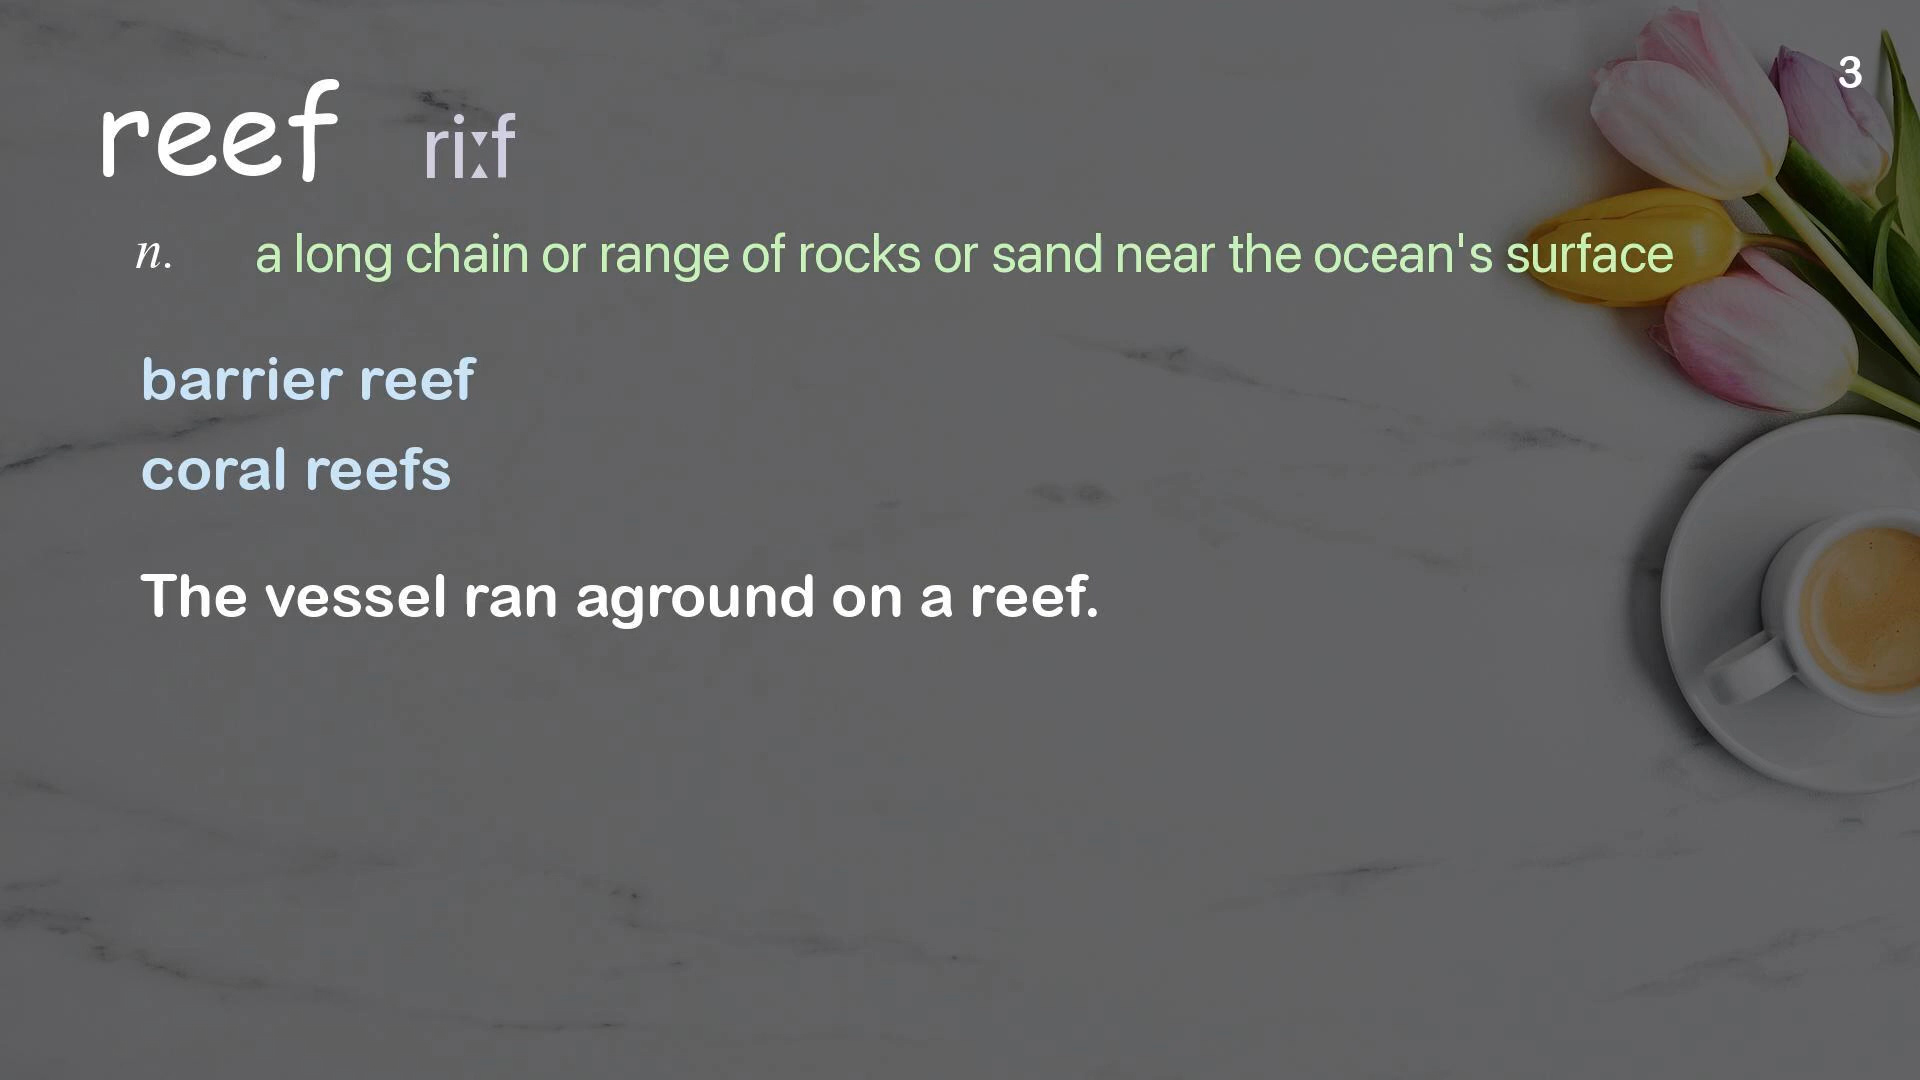 3
reef riːf
n. a long chain or range of rocks or sand near the ocean's surface
barrier reef
coral reefs
The vessel ran aground on a reef.